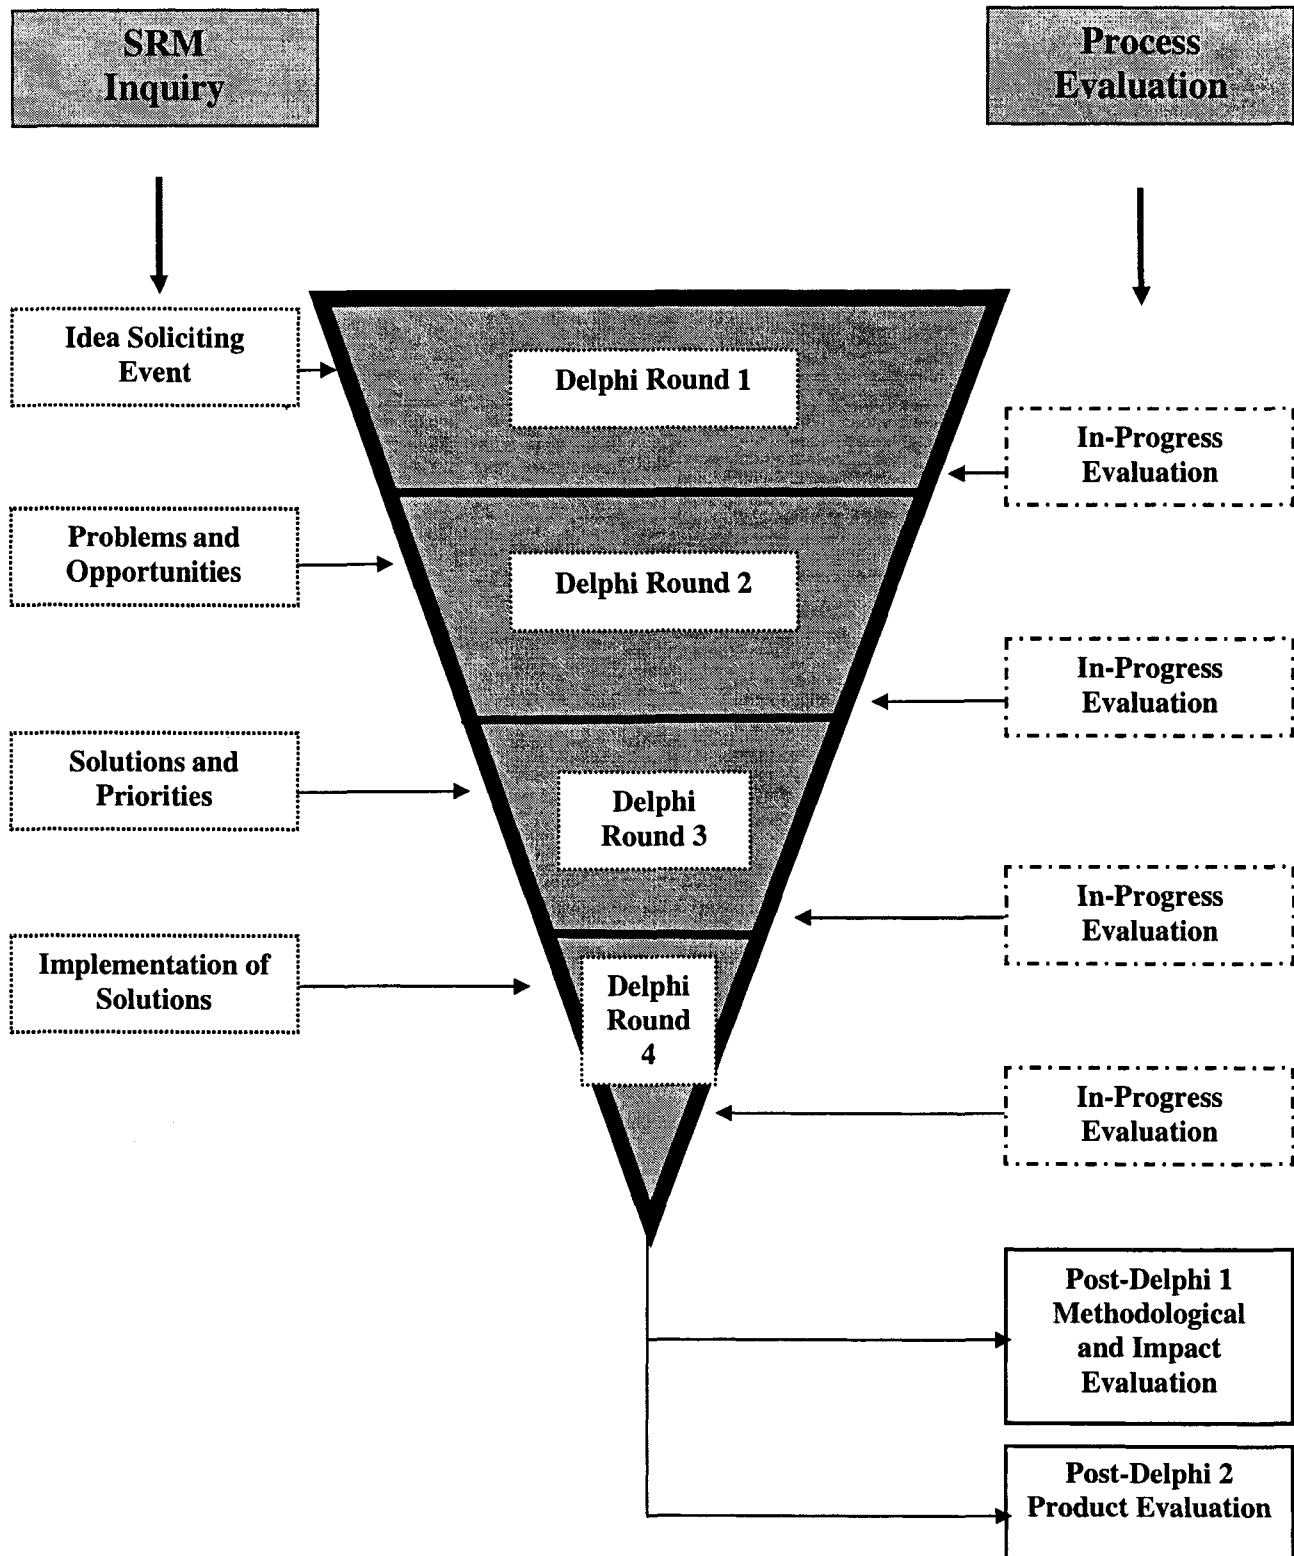 SRM
Inquiry
Process
Evaluation
Idea Soliciting
Event
Delphi Round 1
In-Progress
Evaluation
Problems and
Opportunities
Delphi Round 2
In-Progress
Evaluation
Solutions and
Priorities
Delphi
Round 3
In-Progress
Evaluation
Implementation of
Solutions
Delphi
Round
4
In-Progress
Evaluation
Post-Delphi 1
Methodological
and Impact
Evaluation
Post-Delphi 2
Product Evaluation